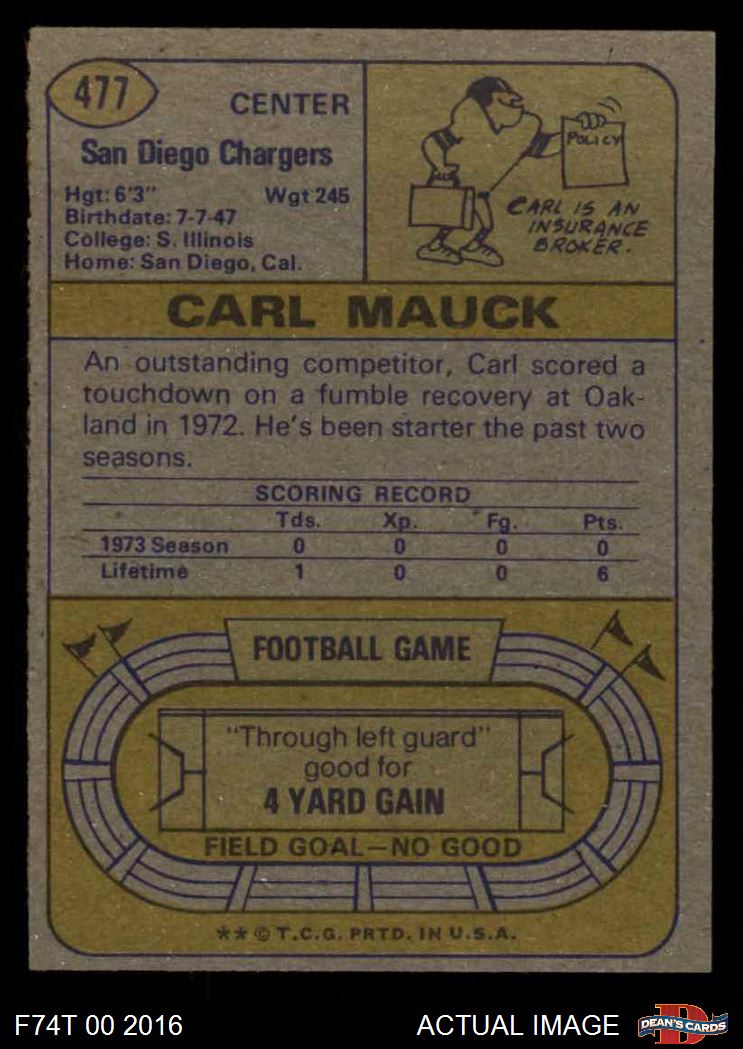 477
CENTER
San Diego Chargers
Hgt: 6'3" Wgt 245
Birthdate: 7-7-47
College: S. Illinois
Home: San Diego, Cal.
POLICY
CARL IS AN
INSURANCE
BROKER.
CARL MAUCK
An outstanding competitor, Carl scored a
touchdown on a fumble recovery at Oak-
land in 1972. He's been starter the past two
seasons.
SCORING RECORD
Tds. Xp. Fg. Pts.
1973 Season 0 0 0 0
Lifetime 1 0 0 6
FOOTBALL GAME
"Through left guard"
good for
4 YARD GAIN
FIELD GOAL—NO GOOD
** © T.C.G. PRTD. IN U.S.A.
F74T 00 2016 ACTUAL IMAGE
DEAN'S CARDS